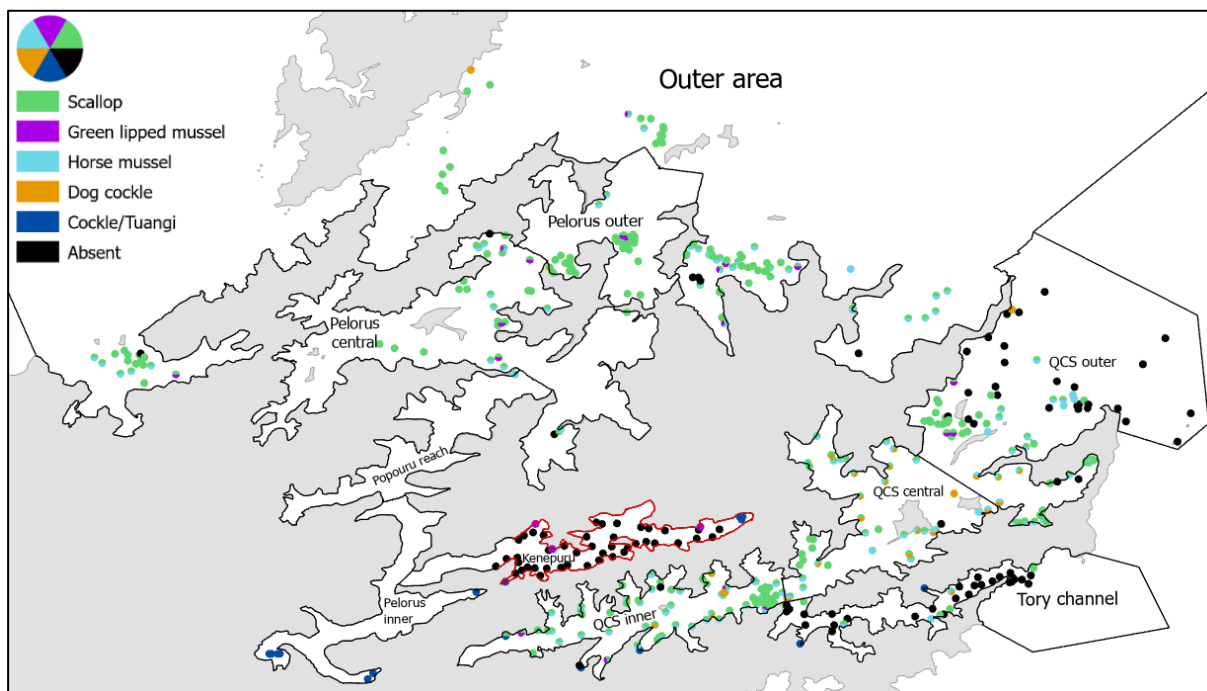 Outer area
Scallop
Green lipped mussel
Horse mussel
Dog cockle
Cockle/Tuangi
Absent
Pelorus outer
Pelorus
central
QCS outer
Popouru reach
QCS central
Kenepuru
Pelorus
inner
QCS inner
Tory channel